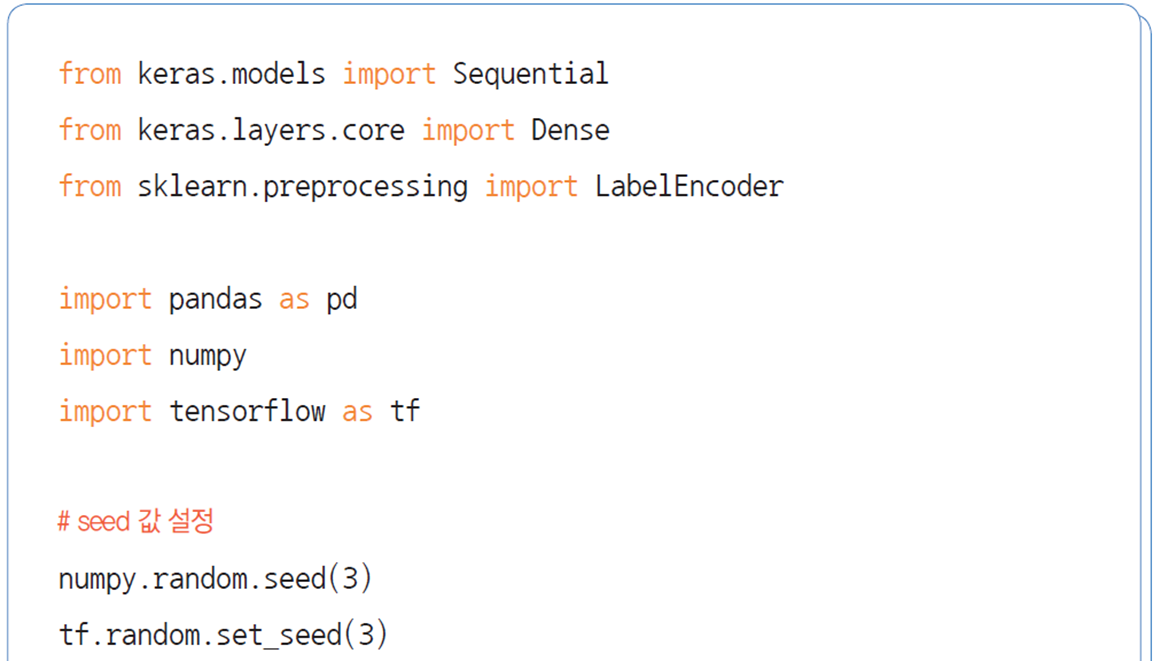 from keras.models import Sequential
from keras.layers.core import Dense
from sklearn.preprocessing import LabelEncoder
import pandas as pd
import numpy
import tensorflow as tf
# seed 값 설정
numpy.random.seed(3)
tf.random.set_seed(3)